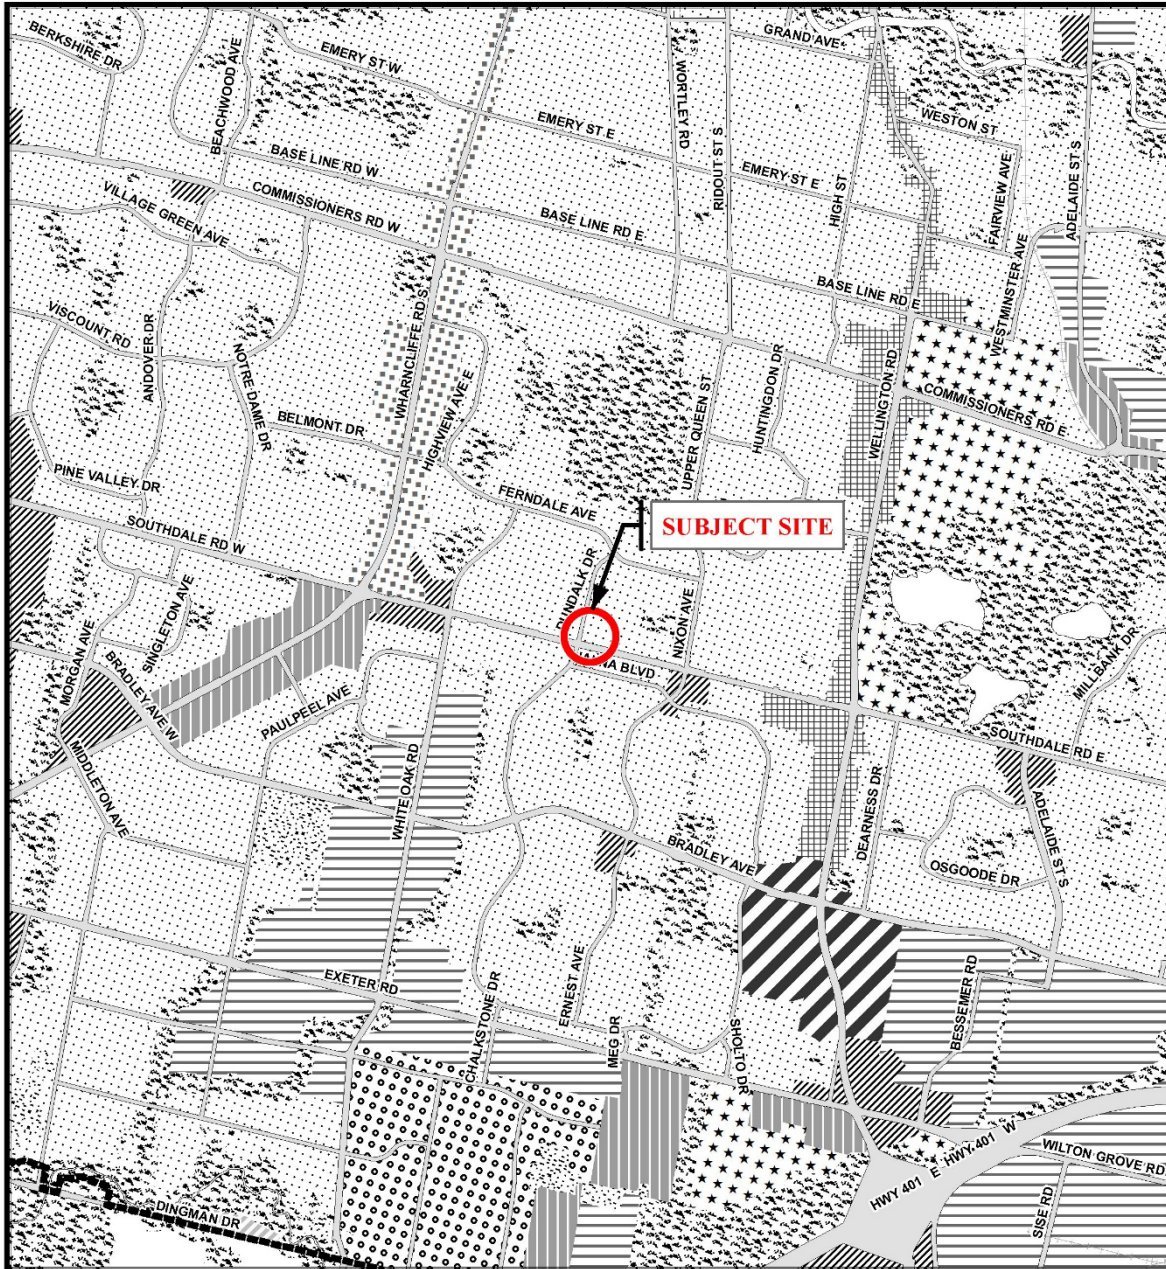 BERKSHIRE DR
BEACHWOOD AVE
EMERY ST W
WORTLEY RD
GRAND AVE
WESTON ST
EMERY ST E
RIDOUT ST S
EMERY ST E
HIGH ST
FAIRVIEW AVE
ADELAIDE ST S
BASE LINE RD W
COMMISSIONERS RD W
VILLAGE GREEN AVE
BASE LINE RD E
BASE LINE RD E
WESTMINSTER AVE
VISCOUNT RD
ANDOVER DR
NOTRE DAME DR
WHARNCLIFFE RD S
HIGHVIEW AVE E
BELMONT DR
UPPER QUEEN ST
HUNTINGDON DR
WELLINGTON RD
COMMISSIONERS RD E
PINE VALLEY DR
SOUTHDALE RD W
FERNDALE AVE
SUBJECT SITE
DUNDALK DR
NIXON AVE
BLVD
MORGAN AVE
SINGLETON AVE
BRADLEY AVE W
PAULPEEL AVE
MILLBANK DR
SOUTHDALE RD E
MIDDLETON AVE
WHITE OAK RD
BRADLEY AVE
DEARNESS DR
OSGOODE DR
ADELAIDE ST S
EXETER RD
CHALKSTONE DR
ERNEST AVE
MEG DR
SHOLTO DR
BESSEMER RD
HWY 401 W
HWY 401 E
WILTON GROVE RD
SISE RD
DINGMAN DR